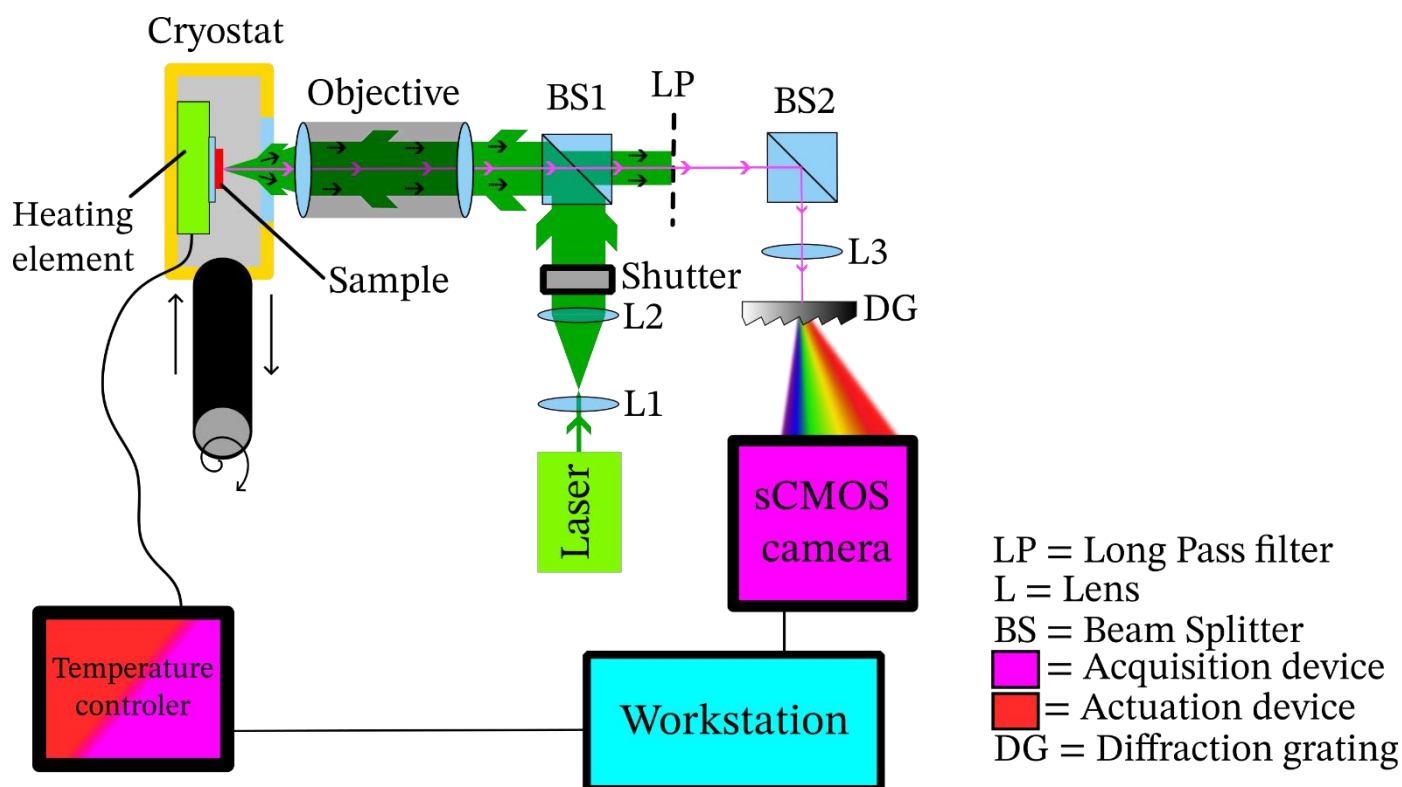 Cryostat
Objective
BS1
LP
BS2
Heating
element
Sample
Shutter
L2
L1
L3
DG
Laser
sCMOS
camera
Temperature
controler
Workstation
LP = Long Pass filter
L = Lens
BS = Beam Splitter
= Acquisition device
= Actuation device
DG = Diffraction grating